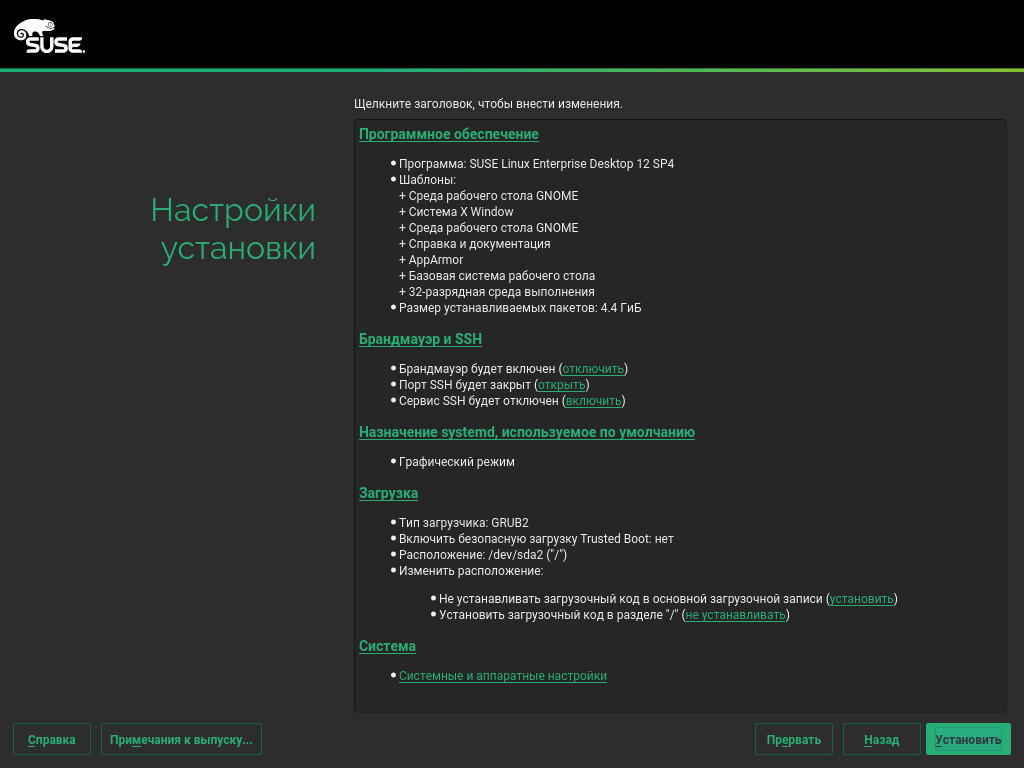 SUSE.
Щелкните заголовок, чтобы внести изменения.
Настройки
установки
Программное обеспечение
Программа: SUSE Linux Enterprise Desktop 12 SP4
Шаблоны:
+ Среда рабочего стола GNOME
+ Система X Window
+ Среда рабочего стола GNOME
+ Справка и документация
+ AppArmor
+ Базовая система рабочего стола
+ 32-разрядная среда выполнения
Размер устанавливаемых пакетов: 4.4 ГиБ
Брандмауэр и SSH
Брандмауэр будет включен (отключить)
Порт SSH будет закрыт (открыть)
Сервис SSH будет отключен (включить)
Назначение systemd, используемое по умолчанию
Графический режим
Загрузка
Тип загрузчика: GRUB2
Включить безопасную загрузку Trusted Boot: нет
Расположение: /dev/sda2 ("/")
Изменить расположение:
Не устанавливать загрузочный код в основной загрузочной записи (установить)
Установить загрузочный код в разделе "/" (не устанавливать)
Система
Системные и аппаратные настройки
Справка
Примечания к выпуску...
Прервать
Назад
Установить